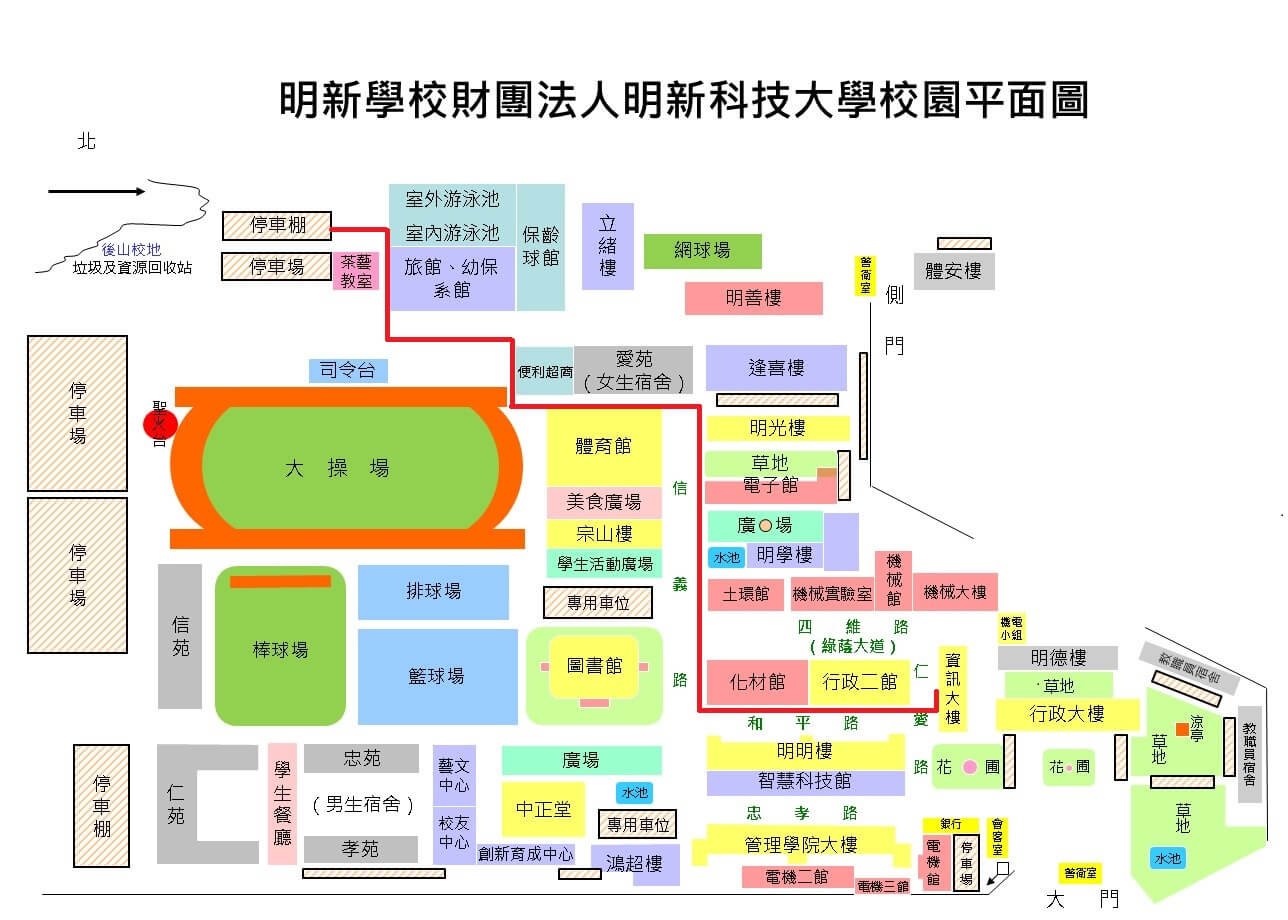 明新學校財團法人明新科技大學校園平面圖
北
後山校地
垃圾及資源回收站
停車棚
停車場
茶藝
教室
室外游泳池
室內游泳池
旅館、幼保
系館
保齡
球館
立緒樓
網球場
明善樓
警衛室
側門
體安樓
停車場
停車場
聖火台
司令台
大操場
便利超商
愛苑
（女生宿舍）
逢喜樓
明光樓
草地
電子館
體育館
美食廣場
宗山樓
學生活動廣場
專用車位
信義路
廣場
水池
明學樓
土環館
機械實驗室
機械館
機械大樓
四維路
（綠蔭大道）
信苑
棒球場
排球場
籃球場
圖書館
化材館
行政二館
仁愛路
資訊大樓
機電
小組
明德樓
草地
行政大樓
教職員宿舍
涼亭
草地
教職員宿舍
和平路
明明樓
智慧科技館
花圃
花圃
草地
水池
停車棚
仁苑
學生餐廳
忠苑
（男生宿舍）
孝苑
藝文
中心
校友
中心
廣場
水池
中正堂
專用車位
創新育成中心
鴻超樓
忠孝路
管理學院大樓
電機二館
電機三館
銀行
電機館
停車場
會客室
警衛室
大門